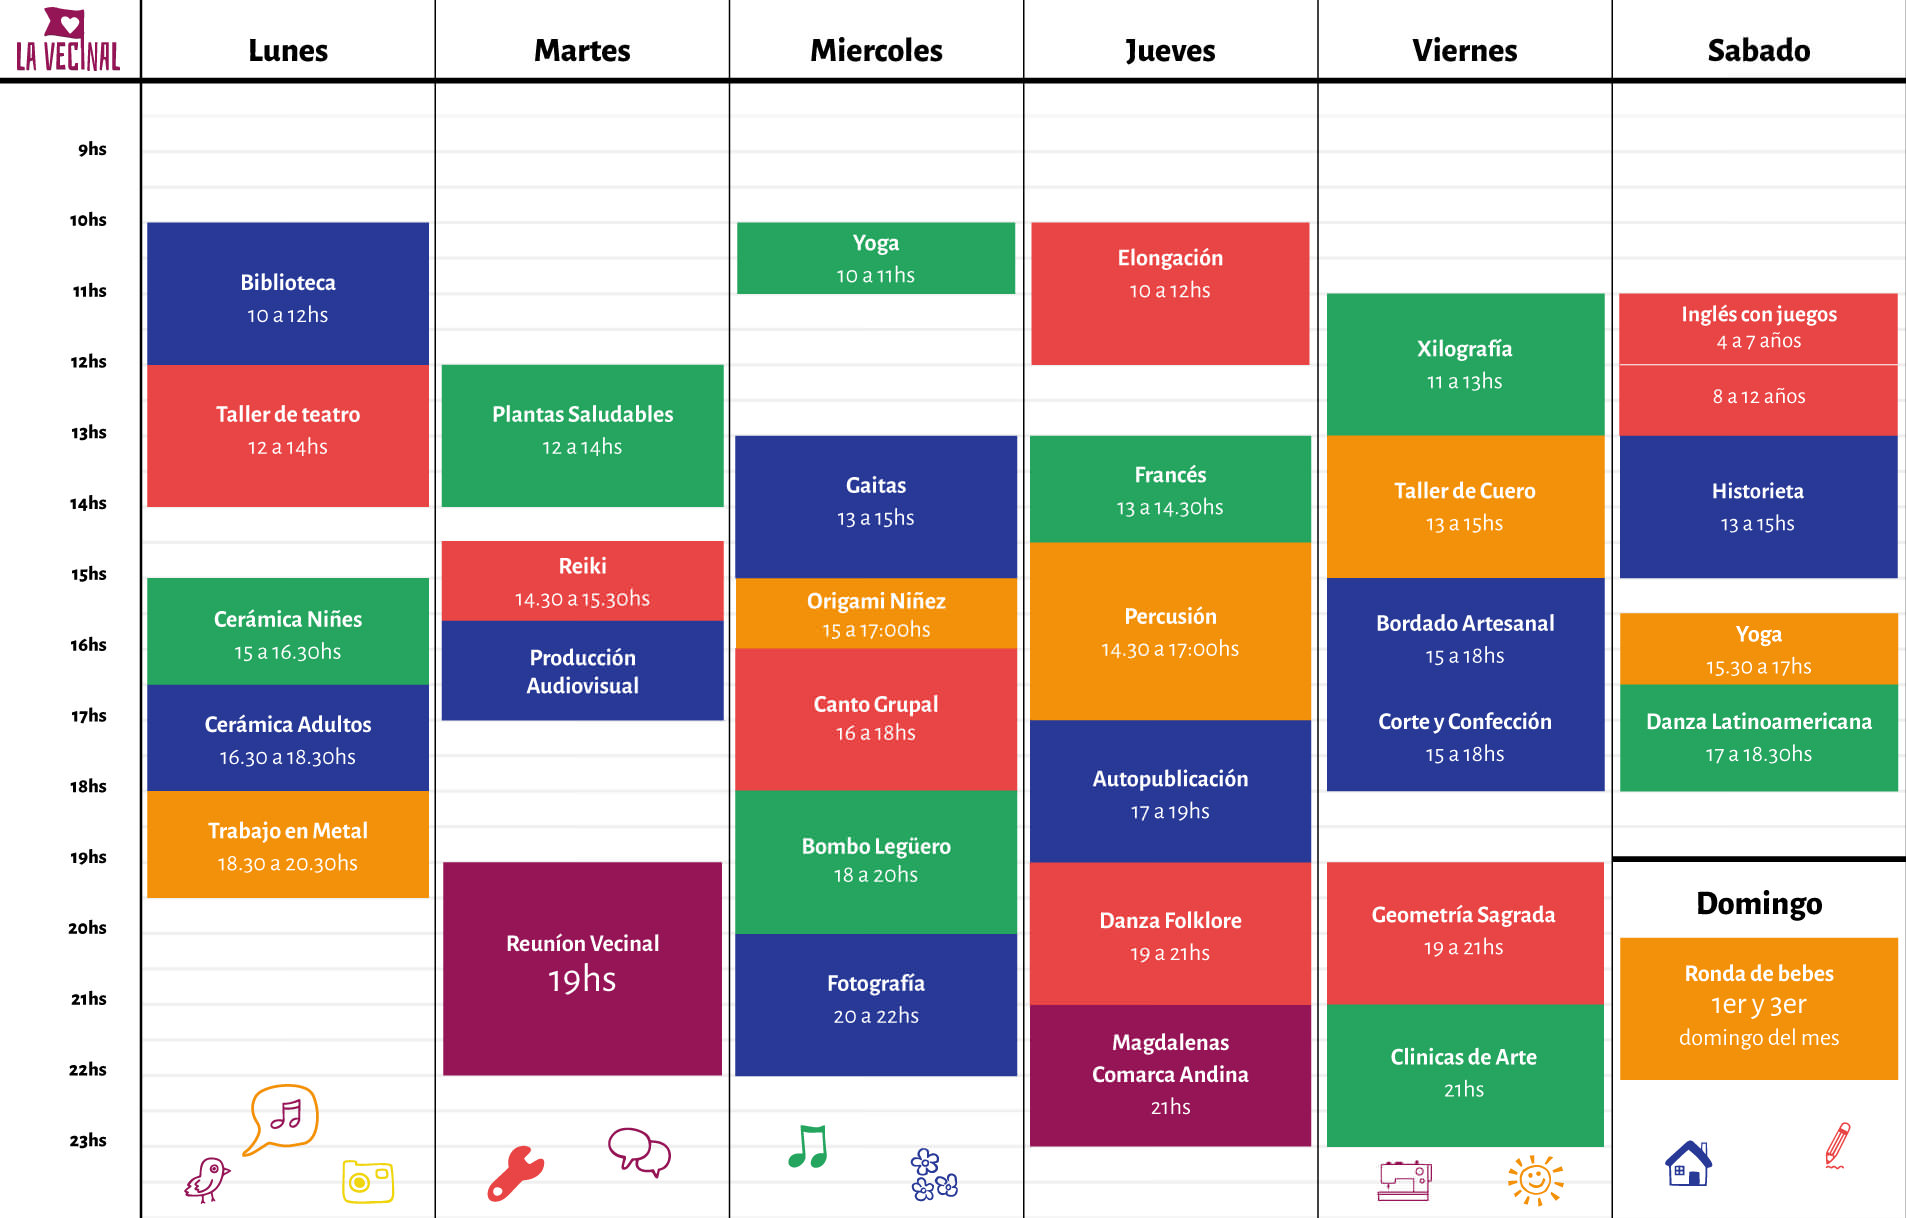 LA VECINAL
Lunes
Martes
Miercoles
Jueves
Viernes
Sabado
9hs
10hs
11hs
12hs
13hs
14hs
15hs
16hs
17hs
18hs
19hs
20hs
21hs
22hs
23hs
Biblioteca
10 a 12hs
Taller de teatro
12 a 14hs
Cerámica Niñes
15 a 16.30hs
Cerámica Adultos
16.30 a 18.30hs
Trabajo en Metal
18.30 a 20.30hs
Plantas Saludables
12 a 14hs
Reiki
14.30 a 15.30hs
Producción
Audiovisual
Reuníon Vecinal
19hs
Yoga
10 a 11hs
Gaitas
13 a 15hs
Origami Niñez
15 a 17:00hs
Canto Grupal
16 a 18hs
Bombo Legüero
18 a 20hs
Fotografía
20 a 22hs
Elongación
10 a 12hs
Francés
13 a 14.30hs
Percusión
14.30 a 17:00hs
Autopublicación
17 a 19hs
Danza Folklore
19 a 21hs
Magdalenas
Comarca Andina
21hs
Xilografía
11 a 13hs
Taller de Cuero
13 a 15hs
Bordado Artesanal
15 a 18hs
Corte y Confección
15 a 18hs
Geometría Sagrada
19 a 21hs
Clinicas de Arte
21hs
Inglés con juegos
4 a 7 años
8 a 12 años
Historieta
13 a 15hs
Yoga
15.30 a 17hs
Danza Latinoamericana
17 a 18.30hs
Domingo
Ronda de bebes
1er y 3er
domingo del mes